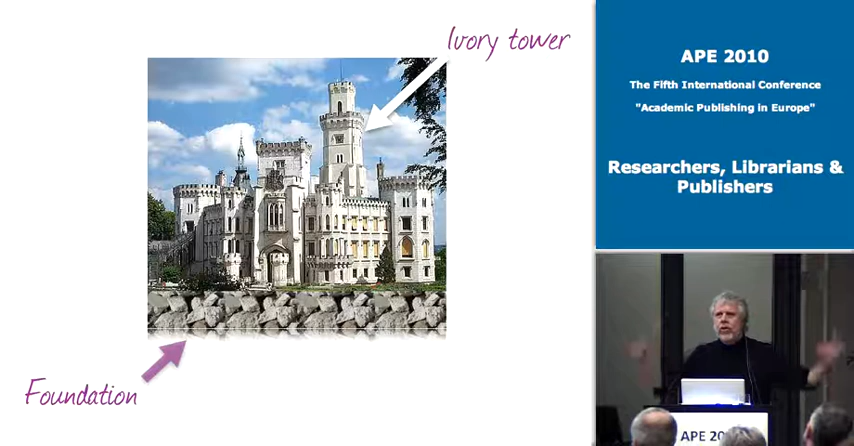 Ivory tower
Foundation
APE 2010
The Fifth International Conference
"Academic Publishing in Europe"
Researchers, Librarians &
Publishers
APE 20